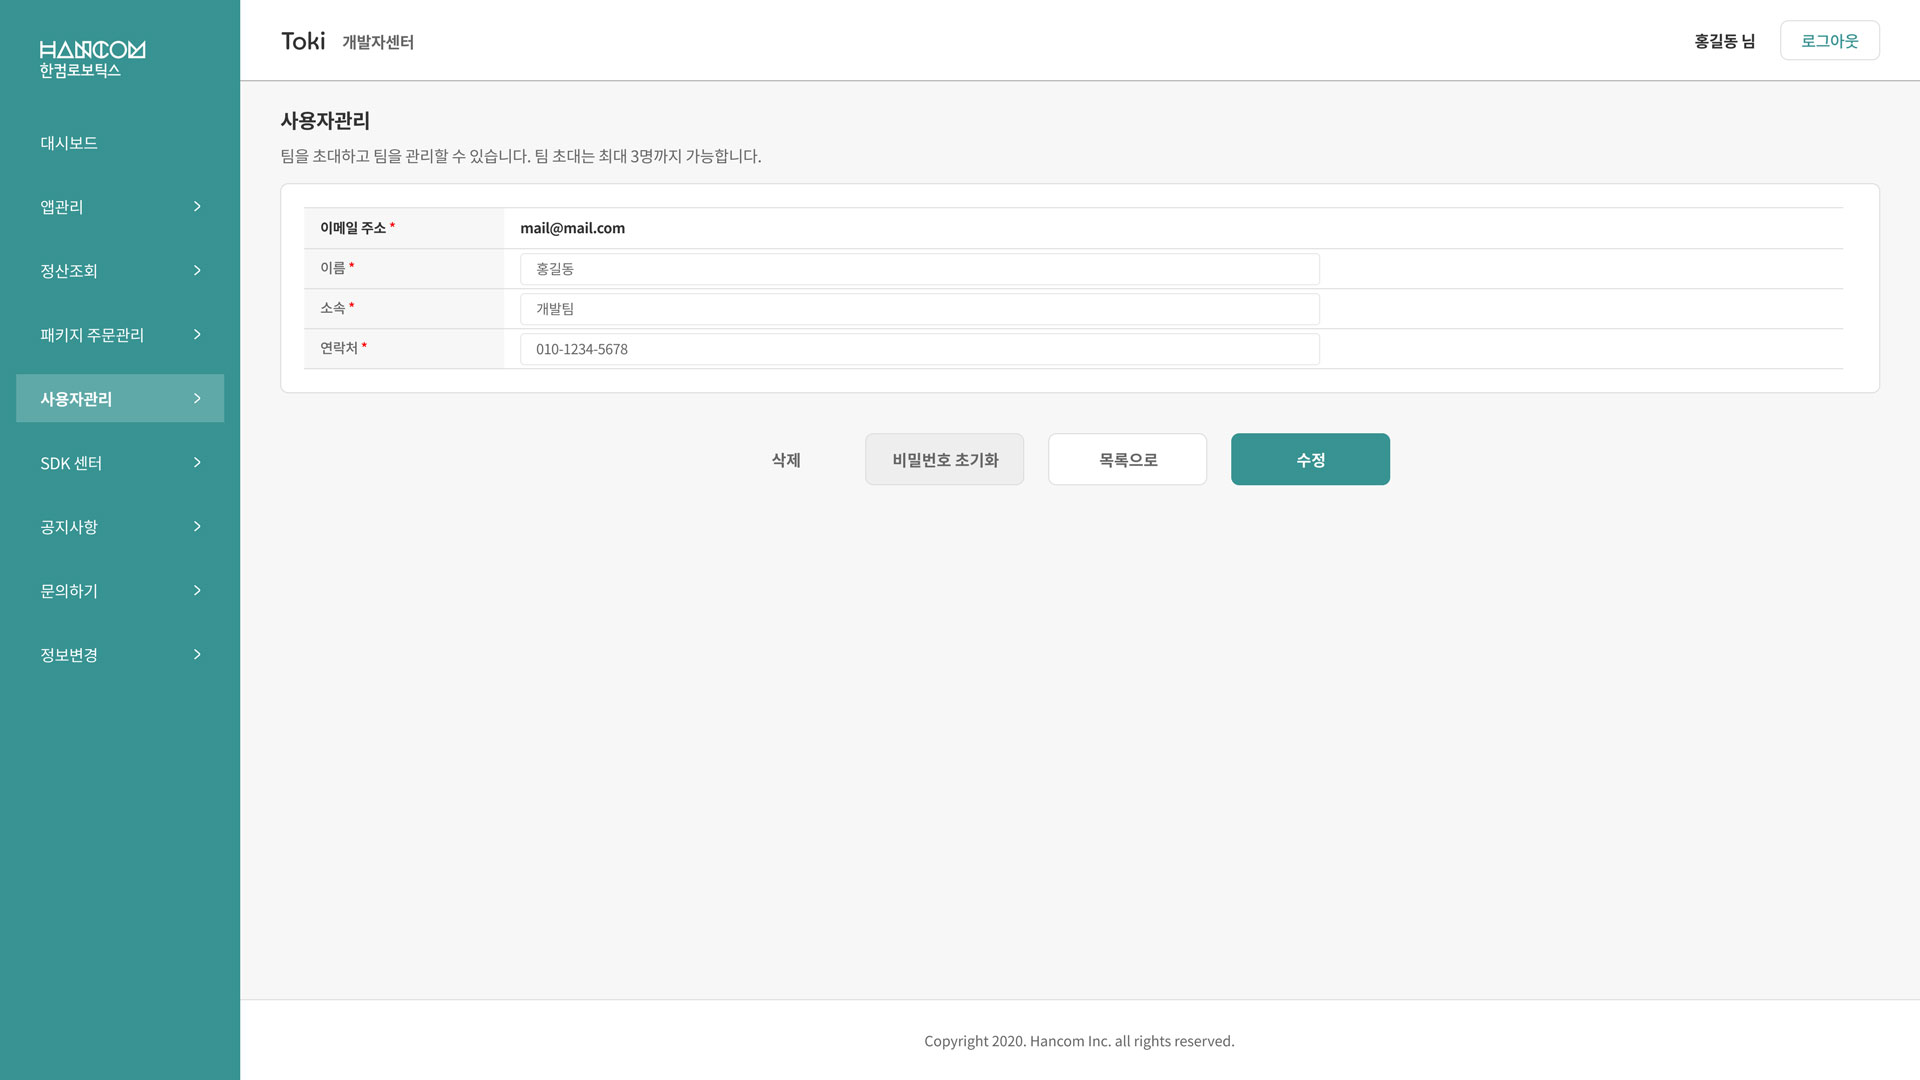 HANCOM
한컴로보틱스
대시보드
앱관리
정산조회
패키지 주문관리
사용자관리
SDK 센터
공지사항
문의하기
정보변경
Toki 개발자센터
홍길동 님 로그아웃
사용자관리
팀을 초대하고 팀을 관리할 수 있습니다. 팀 초대는 최대 3명까지 가능합니다.
이메일 주소 * mail@mail.com
이름 * 홍길동
소속 * 개발팀
연락처 * 010-1234-5678
삭제 비밀번호 초기화 목록으로 수정
Copyright 2020. Hancom Inc. all rights reserved.